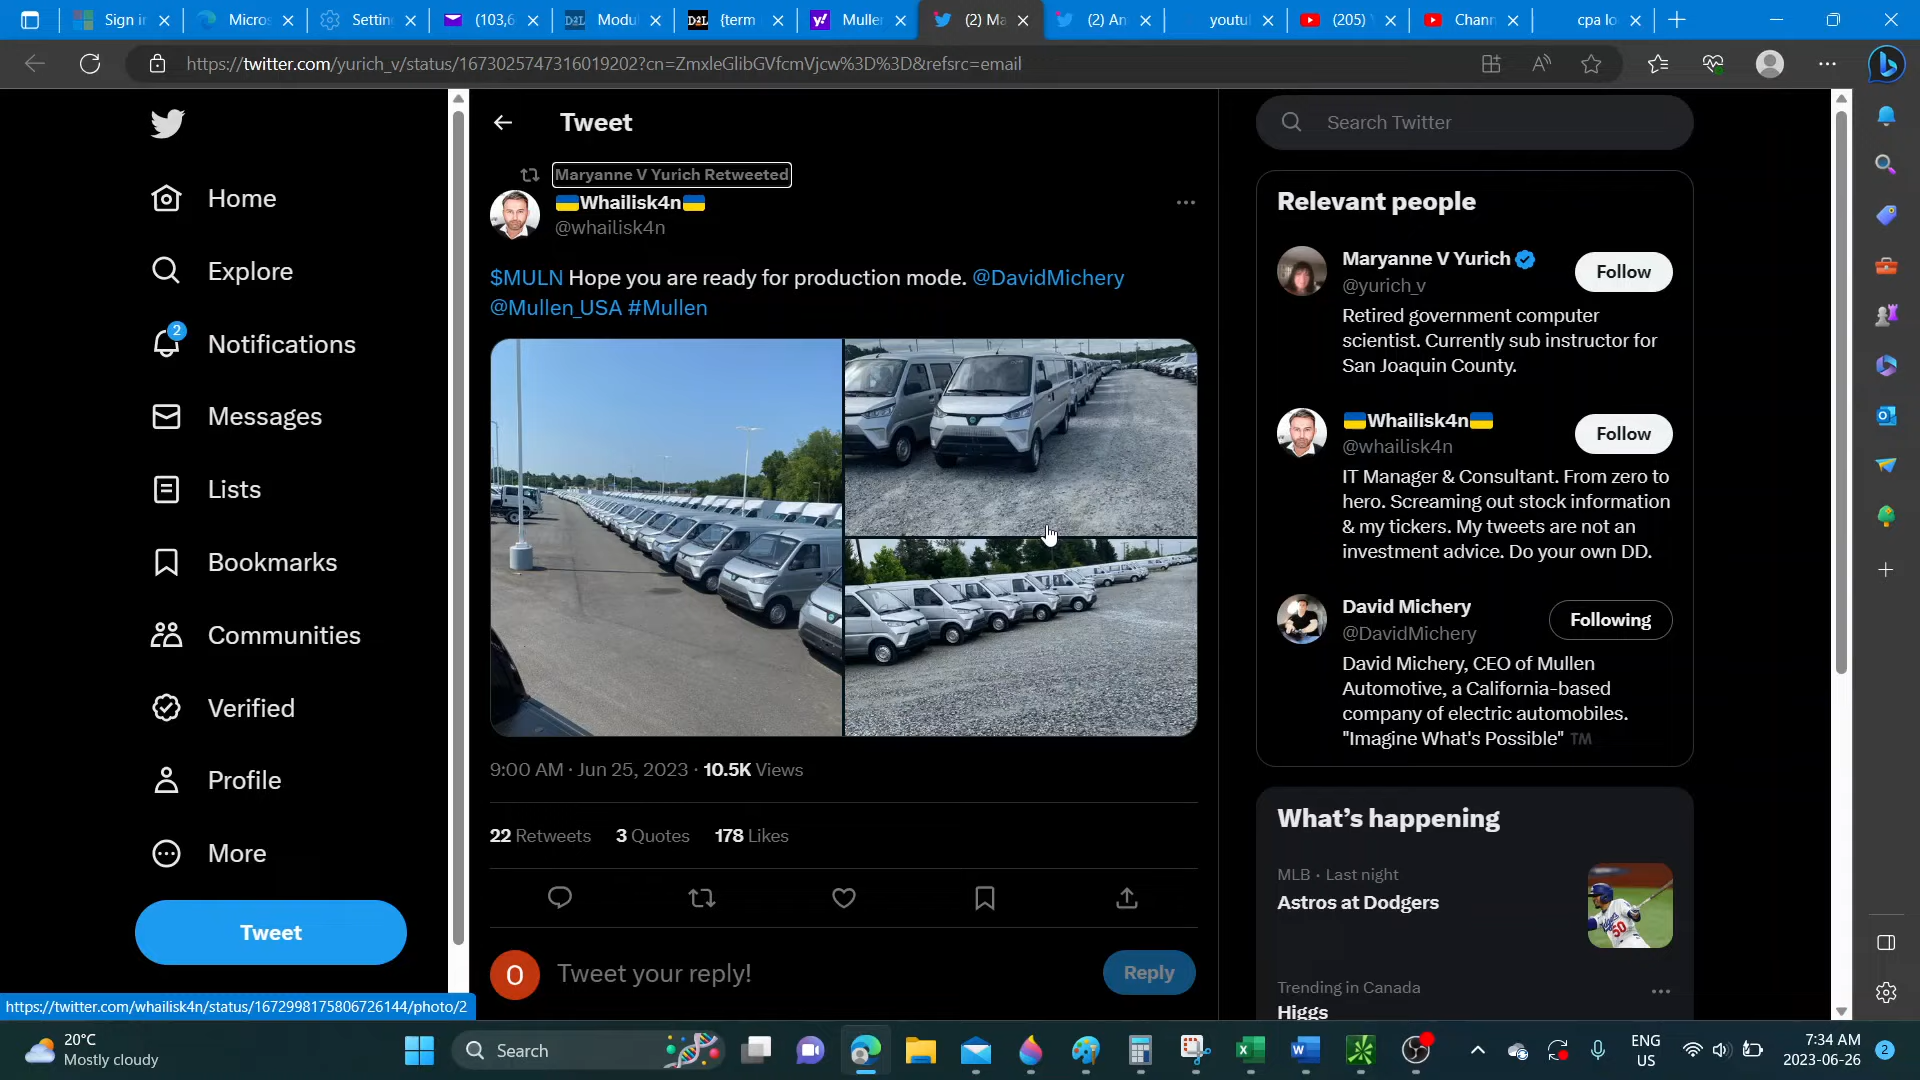 Sign in
Micros
Settin
(103,6
D2L
Modul
D2L
{term
Muller
(2) Ma
(2) An
youtu
(205)
Chann
cpa lo
https://twitter.com/yurich_v/status/1673025747316019202?cn=ZmxleGlibGVfcmVjcw%3D%3D&refsrc=email
Home
Explore
2
Notifications
Messages
Lists
Bookmarks
Communities
Verified
Profile
More
Tweet
https://twitter.com/whailisk4n/status/1672998175806726144/photo/2
Tweet
Maryanne V Yurich Retweeted
🇺🇦Whailisk4n🇺🇦
@whailisk4n
$MULN Hope you are ready for production mode. @DavidMichery
@Mullen_USA #Mullen
9:00 AM · Jun 25, 2023 · 10.5K Views
22 Retweets 3 Quotes 178 Likes
O
Tweet your reply!
Reply
Search Twitter
Relevant people
Maryanne V Yurich
@yurich_v
Follow
Retired government computer
scientist. Currently sub instructor for
San Joaquin County.
🇺🇦Whailisk4n🇺🇦
@whailisk4n
Follow
IT Manager & Consultant. From zero to
hero. Screaming out stock information
& my tickers. My tweets are not an
investment advice. Do your own DD.
David Michery
@DavidMichery
Following
David Michery, CEO of Mullen
Automotive, a California-based
company of electric automobiles.
"Imagine What's Possible" ™
What's happening
MLB · Last night
Astros at Dodgers
50
Trending in Canada
Higgs
20°C
Mostly cloudy
Search
ENG
US
7:34 AM
2023-06-26
2